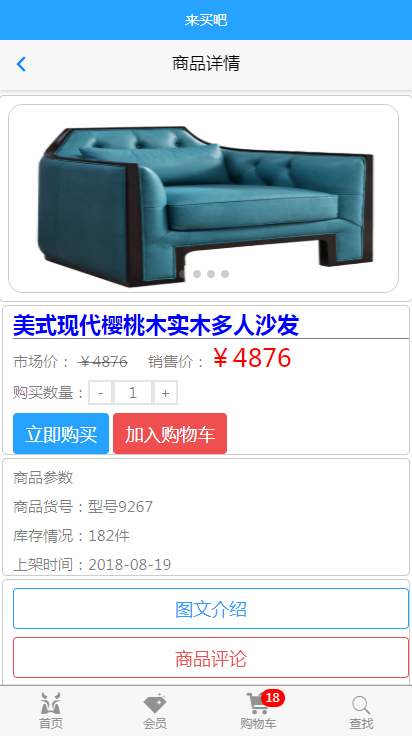 来买吧
商品详情
美式现代樱桃木实木多人沙发
市场价： ￥4876 销售价： ￥4876
购买数量： - 1 +
立即购买 加入购物车
商品参数
商品货号：型号9267
库存情况：182件
上架时间：2018-08-19
图文介绍
商品评论
18
首页 会员 购物车 查找